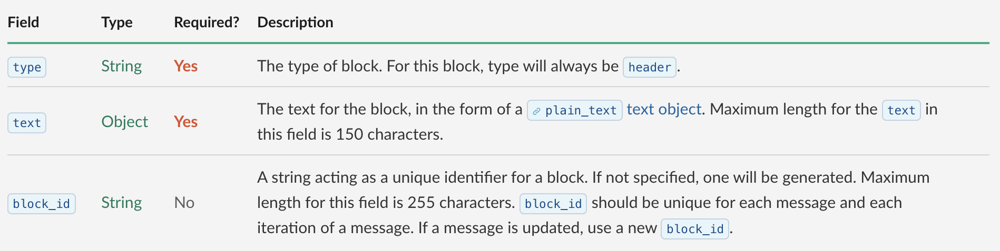 Field Type Required? Description
type String Yes The type of block. For this block, type will always be header.
The text for the block, in the form of a plain_text text object. Maximum length for the text in
text Object Yes
this field is 150 characters.
A string acting as a unique identifier for a block. If not specified, one will be generated. Maximum
block_id String No length for this field is 255 characters. block_id should be unique for each message and each
iteration of a message. If a message is updated, use a new block_id.